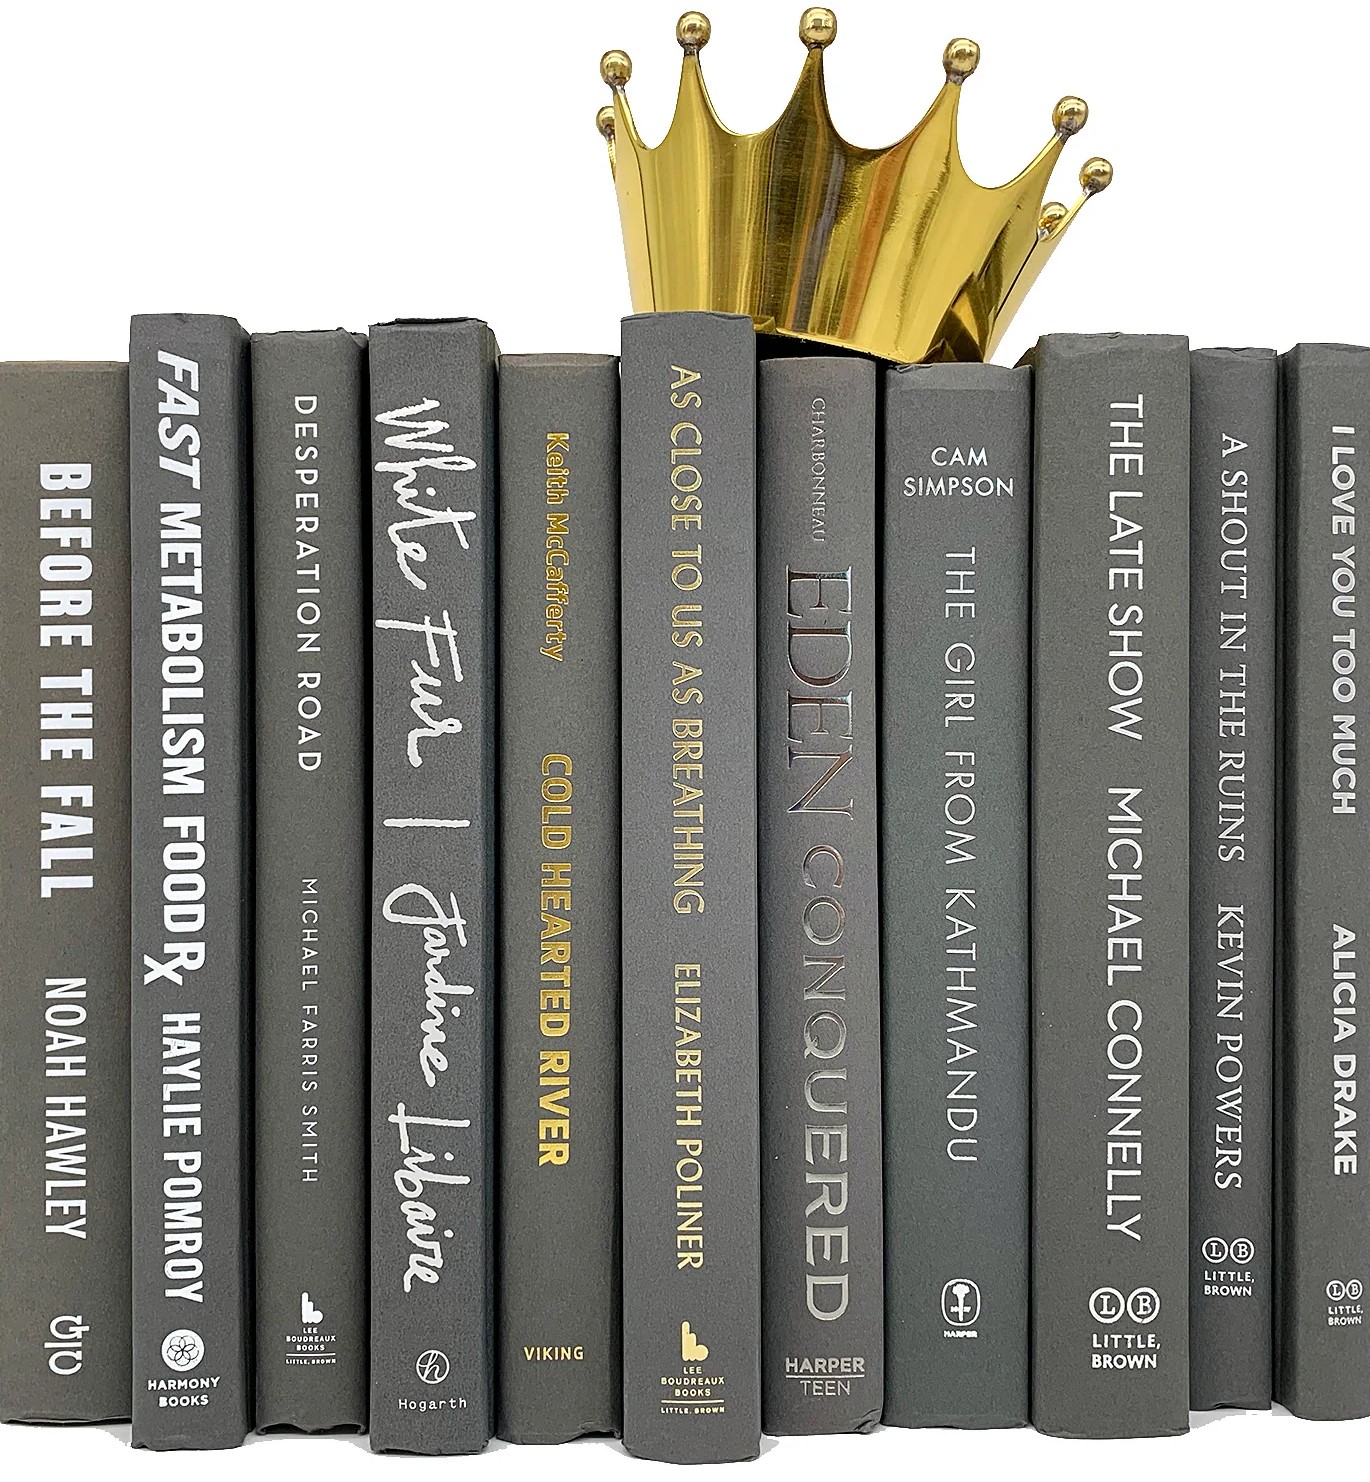 BEFORE THE FALL
NOAH HAWLEY
FAST METABOLISM FOOD RX
HAYLIE POMROY
HARMONY
BOOKS
DESPERATION ROAD
MICHAEL FARRIS SMITH
LEE
BOUDREAUX
BOOKS
LITTLE, BROWN
White Fur | Jardine Libaire
h
Hogarth
Keith McCafferty
COLD HEARTED RIVER
VIKING
AS CLOSE TO US AS BREATHING
ELIZABETH POLINER
LEE
BOUDREAUX
BOOKS
LITTLE, BROWN
CHARBONNEAU
EDEN CONQUERED
HARPER
TEEN
CAM
SIMPSON
THE GIRL FROM KATHMANDU
HARPER
THE LATE SHOW
MICHAEL CONNELLY
LB
LITTLE,
BROWN
A SHOUT IN THE RUINS
KEVIN POWERS
LB
LITTLE,
BROWN
I LOVE YOU TOO MUCH
ALICIA DRAKE
LB
LITTLE,
BROWN